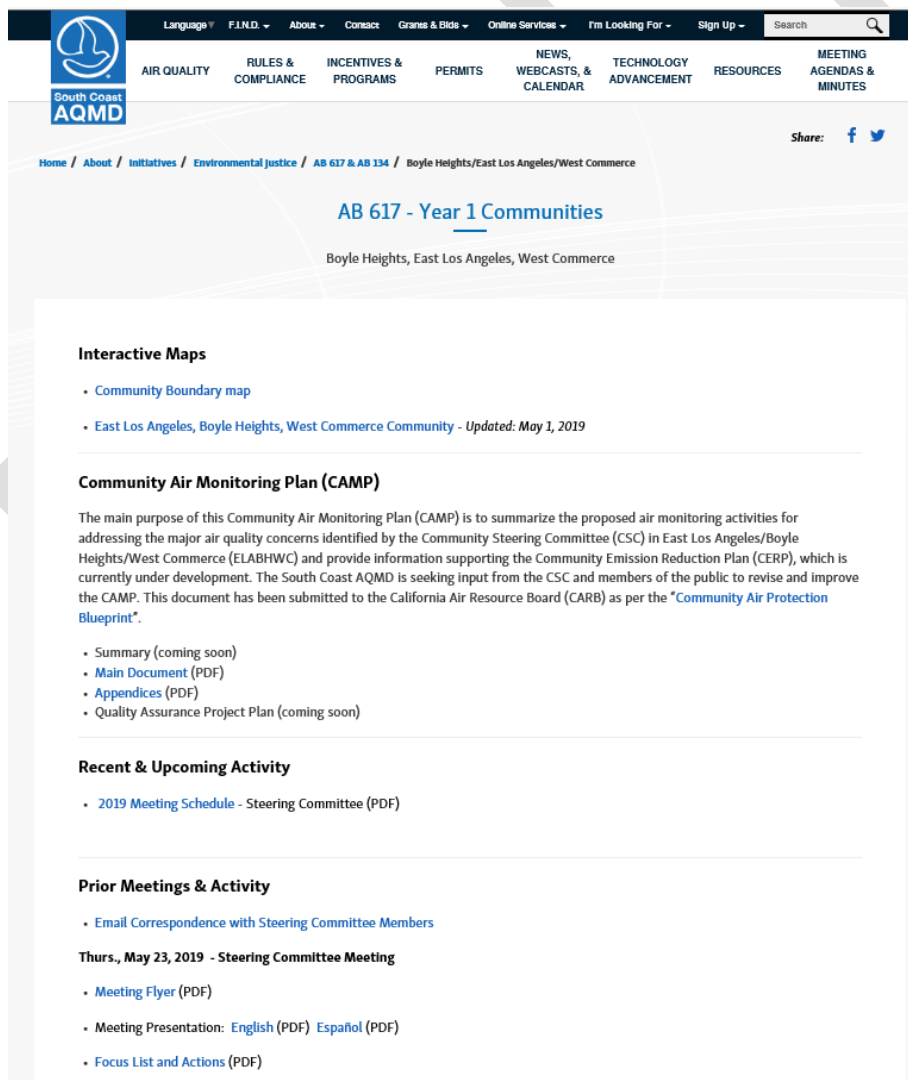 Language F.I.N.D. About Contact Grants & Bids Online Services I'm Looking For Sign Up Search
South Coast
AQMD
AIR QUALITY
RULES &
COMPLIANCE
INCENTIVES &
PROGRAMS
PERMITS
NEWS,
WEBCASTS, &
CALENDAR
TECHNOLOGY
ADVANCEMENT
RESOURCES
MEETING
AGENDAS &
MINUTES
Share:
Home / About / Initiatives / Environmental Justice / AB 617 & AB 134 / Boyle Heights/East Los Angeles/West Commerce
AB 617 - Year 1 Communities
Boyle Heights, East Los Angeles, West Commerce
Interactive Maps
• Community Boundary map
• East Los Angeles, Boyle Heights, West Commerce Community - Updated: May 1, 2019
Community Air Monitoring Plan (CAMP)
The main purpose of this Community Air Monitoring Plan (CAMP) is to summarize the proposed air monitoring activities for
addressing the major air quality concerns identified by the Community Steering Committee (CSC) in East Los Angeles/Boyle
Heights/West Commerce (ELABHWC) and provide information supporting the Community Emission Reduction Plan (CERP), which is
currently under development. The South Coast AQMD is seeking input from the CSC and members of the public to revise and improve
the CAMP. This document has been submitted to the California Air Resource Board (CARB) as per the "Community Air Protection
Blueprint".
• Summary (coming soon)
• Main Document (PDF)
• Appendices (PDF)
• Quality Assurance Project Plan (coming soon)
Recent & Upcoming Activity
• 2019 Meeting Schedule - Steering Committee (PDF)
Prior Meetings & Activity
• Email Correspondence with Steering Committee Members
Thurs., May 23, 2019 - Steering Committee Meeting
• Meeting Flyer (PDF)
• Meeting Presentation: English (PDF) Español (PDF)
• Focus List and Actions (PDF)